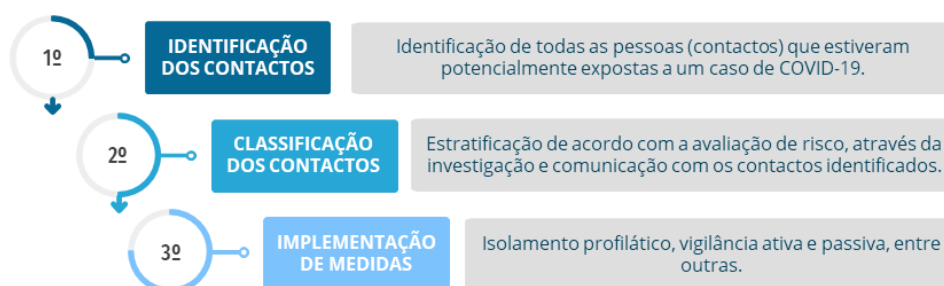 1º
IDENTIFICAÇÃO
DOS CONTACTOS
Identificação de todas as pessoas (contactos) que estiveram
potencialmente expostas a um caso de COVID-19.
2º
CLASSIFICAÇÃO
DOS CONTACTOS
Estratificação de acordo com a avaliação de risco, através da
investigação e comunicação com os contactos identificados.
3º
IMPLEMENTAÇÃO
DE MEDIDAS
Isolamento profilático, vigilância ativa e passiva, entre
outras.